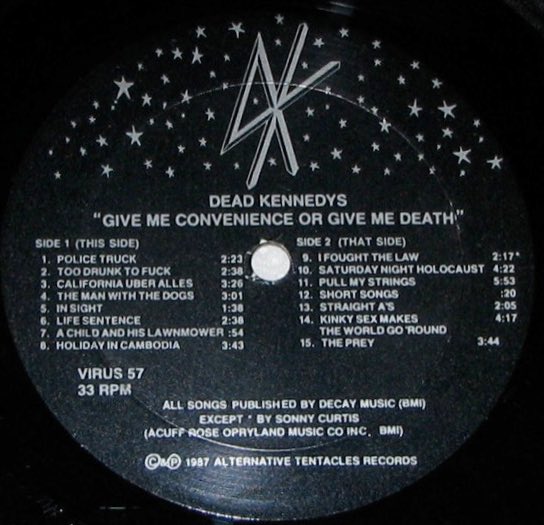 DK
DEAD KENNEDYS
"GIVE ME CONVENIENCE OR GIVE ME DEATH"
SIDE 1 (THIS SIDE)
1. POLICE TRUCK 2:23
2. TOO DRUNK TO FUCK 2:38
3. CALIFORNIA UBER ALLES 3:26
4. THE MAN WITH THE DOGS 3:01
5. IN SIGHT 1:38
6. LIFE SENTENCE 2:38
7. A CHILD AND HIS LAWNMOWER :54
8. HOLIDAY IN CAMBODIA 3:43
SIDE 2 (THAT SIDE)
9. I FOUGHT THE LAW 2:17*
10. SATURDAY NIGHT HOLOCAUST 4:22
11. PULL MY STRINGS 5:53
12. SHORT SONGS :20
13. STRAIGHT A'S 2:05
14. KINKY SEX MAKES 4:17
THE WORLD GO 'ROUND
15. THE PREY 3:44
VIRUS 57
33 RPM
ALL SONGS PUBLISHED BY DECAY MUSIC (BMI)
EXCEPT * BY SONNY CURTIS
(ACUFF ROSE OPRYLAND MUSIC CO INC. BMI)
©&℗ 1987 ALTERNATIVE TENTACLES RECORDS